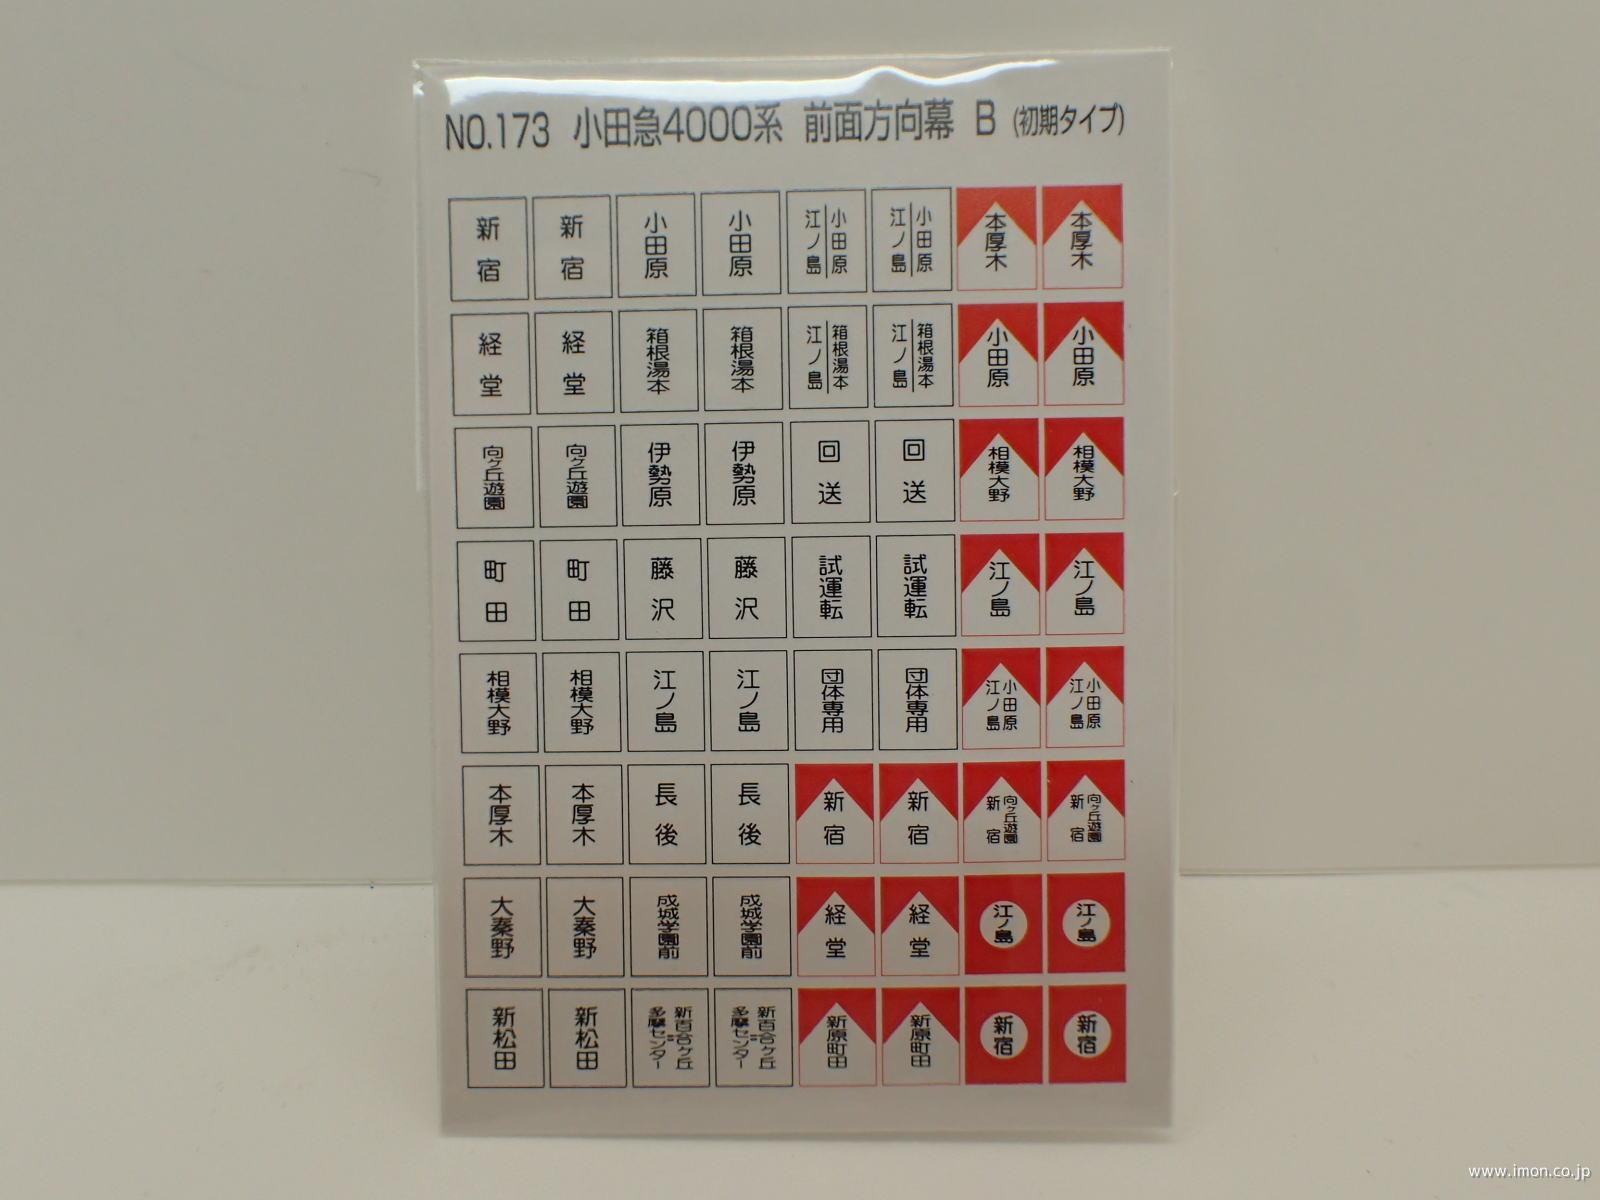 NO.173 小田急4000系 前面方向幕 B (初期タイプ)
新宿 新宿 小田原 小田原 小田原 江ノ島 小田原 江ノ島 本厚木 本厚木
経堂 経堂 箱根湯本 箱根湯本 箱根湯本 江ノ島 箱根湯本 江ノ島 小田原 小田原
向ヶ丘遊園 向ヶ丘遊園 伊勢原 伊勢原 回送 回送 相模大野 相模大野
町田 町田 藤沢 藤沢 試運転 試運転 江ノ島 江ノ島
相模大野 相模大野 江ノ島 江ノ島 団体専用 団体専用 小田原 江ノ島 小田原 江ノ島
本厚木 本厚木 長後 長後 新宿 新宿 向ヶ丘遊園 新宿 向ヶ丘遊園 新宿
大秦野 大秦野 成城学園前 成城学園前 経堂 経堂 江ノ島 江ノ島
新松田 新松田 新百合ヶ丘 多摩センター 新百合ヶ丘 多摩センター 新原町田 新原町田 新宿 新宿
www.imon.co.jp